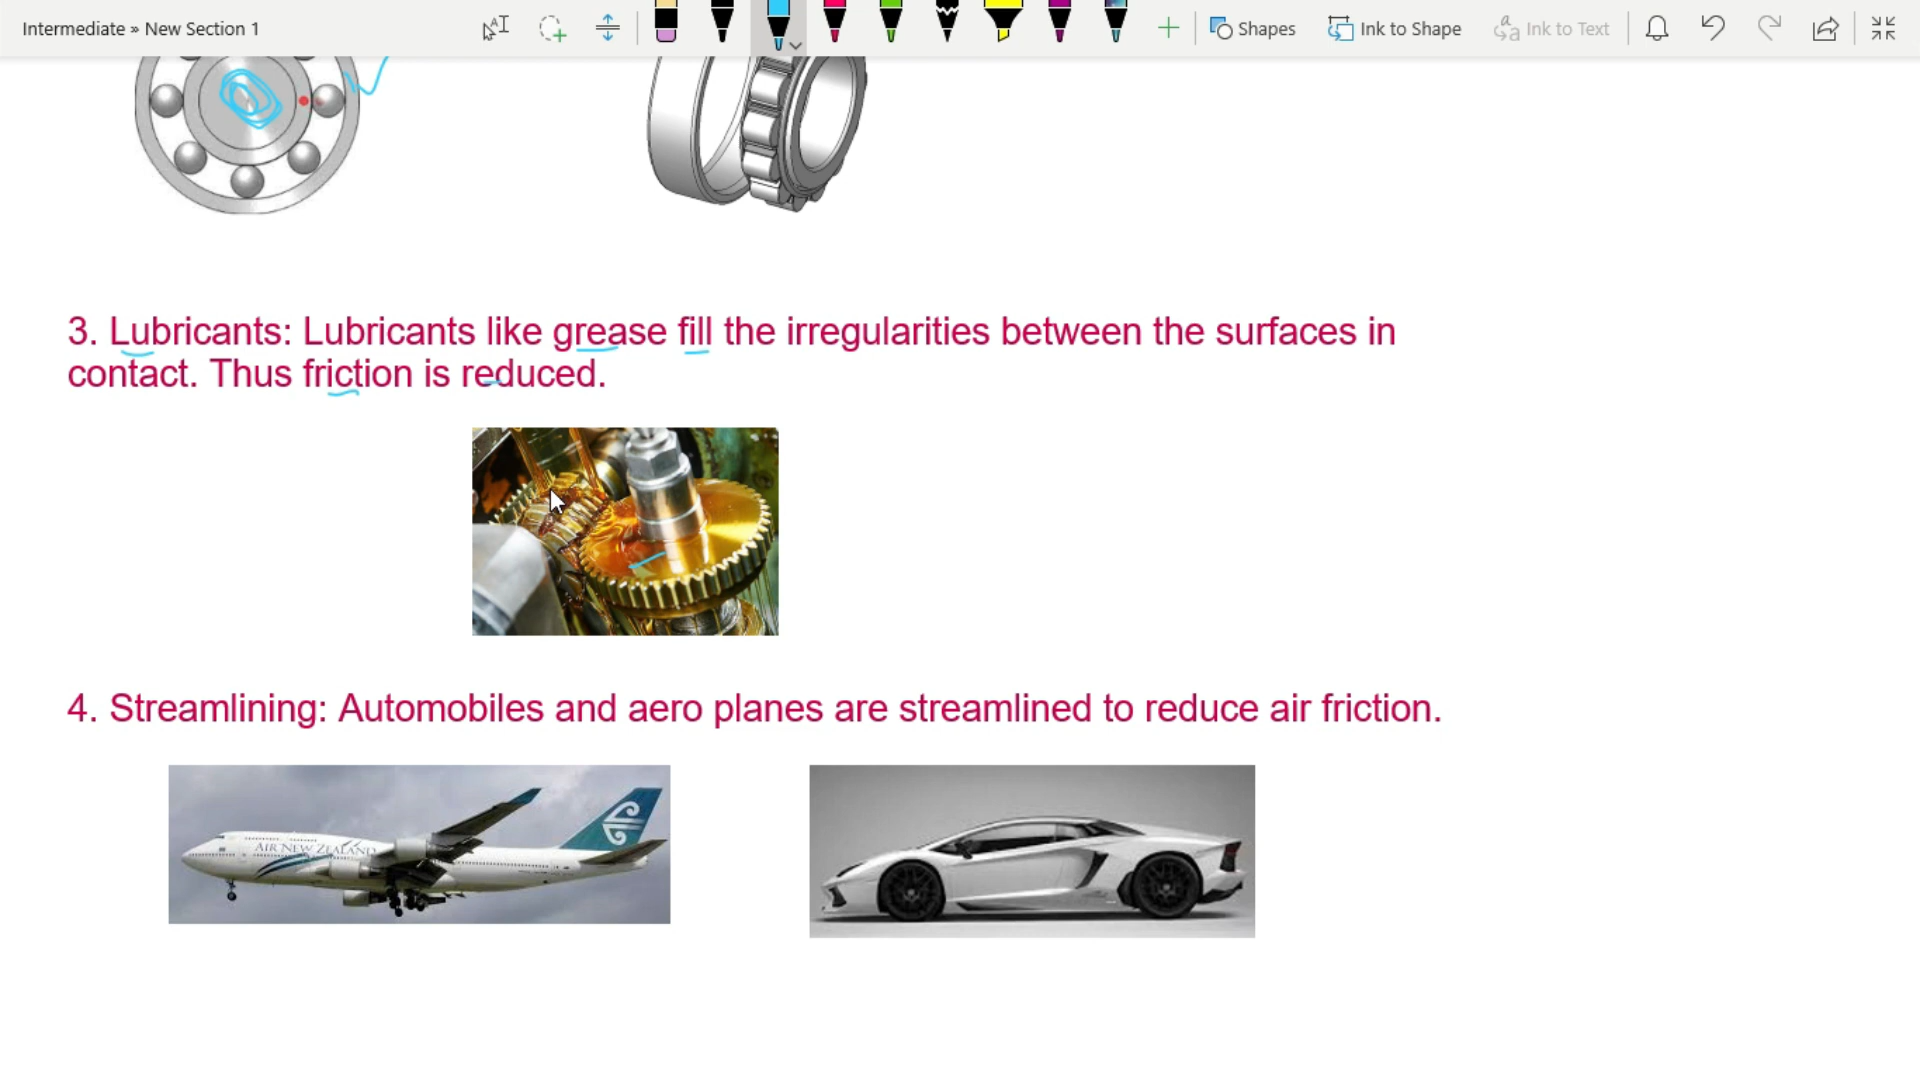 Intermediate » New Section 1
Shapes
Ink to Shape
Ink to Text
3. Lubricants: Lubricants like grease fill the irregularities between the surfaces in
contact. Thus friction is reduced.
4. Streamlining: Automobiles and aero planes are streamlined to reduce air friction.
AIR NEW ZEALAND